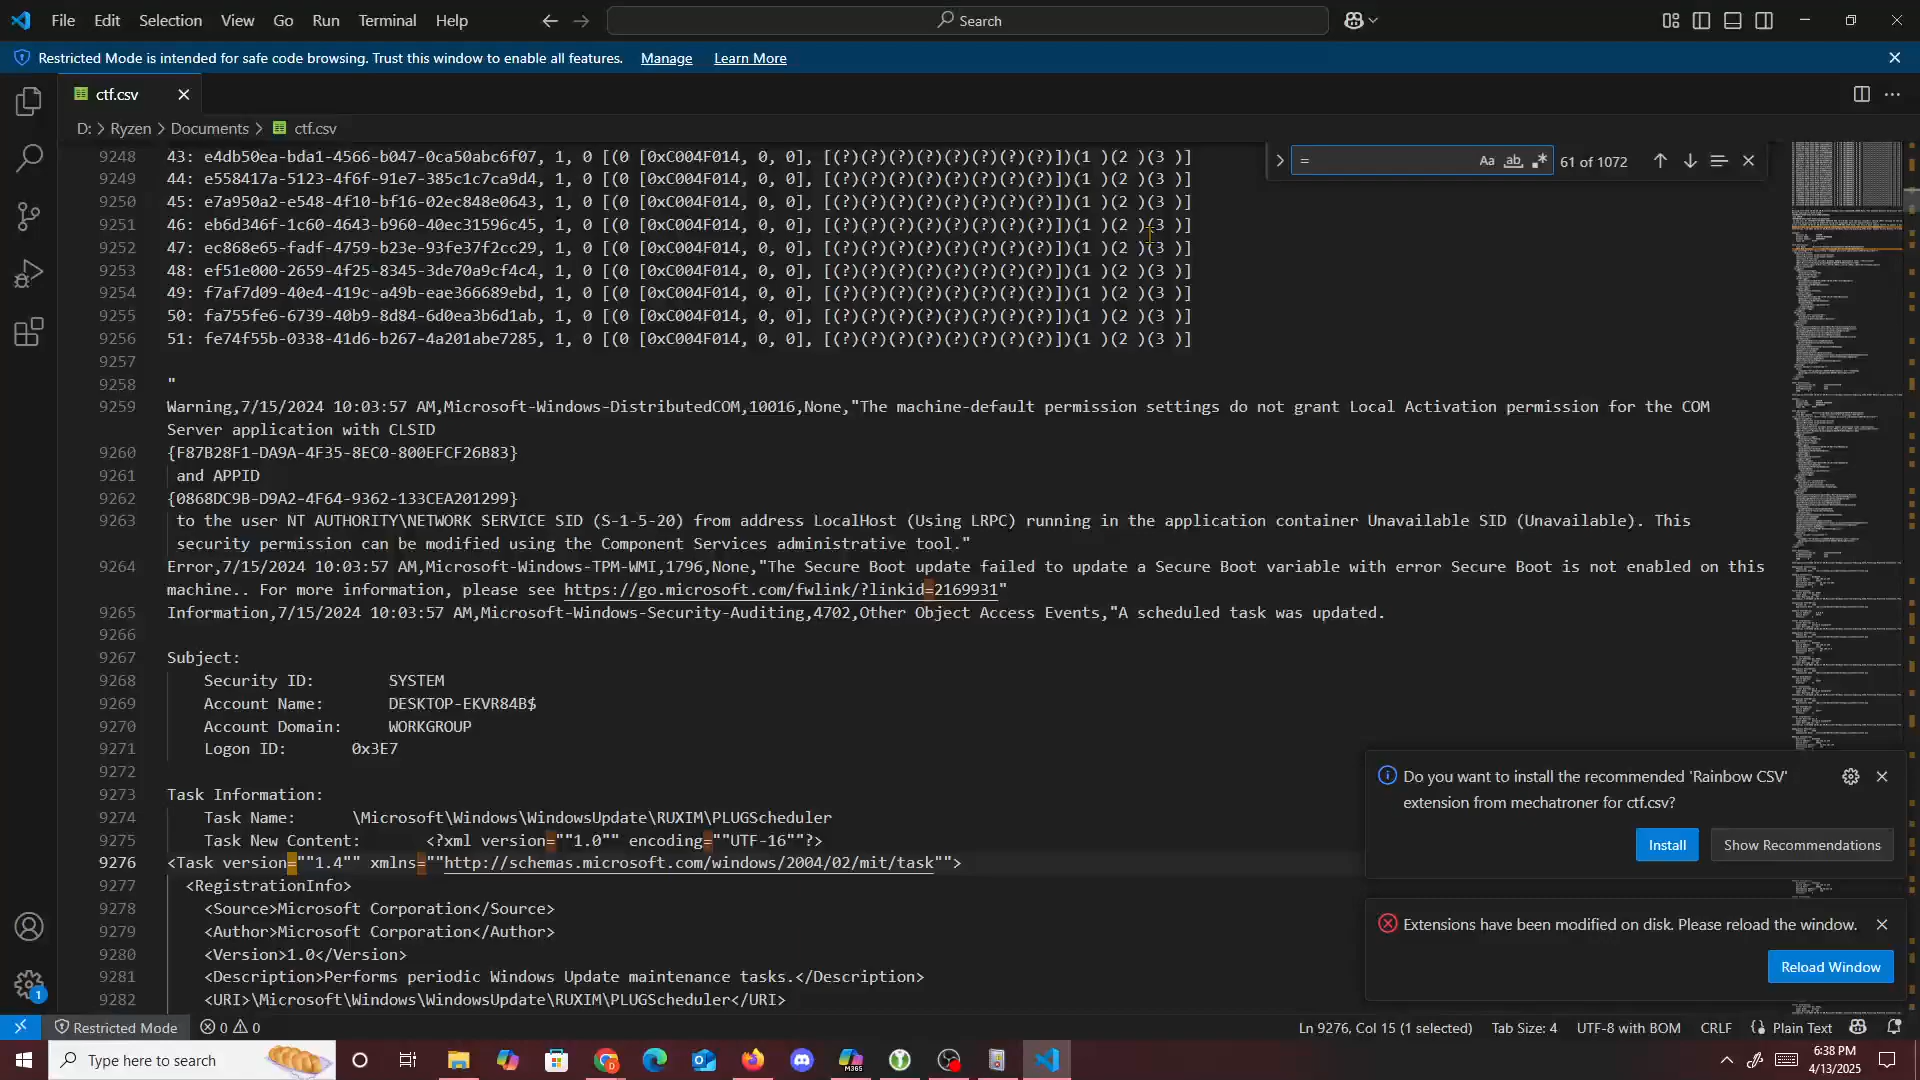 File Edit Selection View Go Run Terminal Help
Search
Restricted Mode is intended for safe code browsing. Trust this window to enable all features. Manage Learn More
ctf.csv
D: > Ryzen > Documents > ctf.csv
=
Aa ab .* 61 of 1072
9248 43: e4db50ea-bda1-4566-b047-0ca50abc6f07, 1, 0 [(0 [0xC004F014, 0, 0], [(?)(?)(?)(?)(?)(?)(?)(?)])(1 )(2 )(3 )]
9249 44: e558417a-5123-4f6f-91e7-385c1c7ca9d4, 1, 0 [(0 [0xC004F014, 0, 0], [(?)(?)(?)(?)(?)(?)(?)(?)])(1 )(2 )(3 )]
9250 45: e7a950a2-e548-4f10-bf16-02ec848e0643, 1, 0 [(0 [0xC004F014, 0, 0], [(?)(?)(?)(?)(?)(?)(?)(?)])(1 )(2 )(3 )]
9251 46: eb6d346f-1c60-4643-b960-40ec31596c45, 1, 0 [(0 [0xC004F014, 0, 0], [(?)(?)(?)(?)(?)(?)(?)(?)])(1 )(2 )(3 )]
9252 47: ec868e65-fadf-4759-b23e-93fe37f2cc29, 1, 0 [(0 [0xC004F014, 0, 0], [(?)(?)(?)(?)(?)(?)(?)(?)])(1 )(2 )(3 )]
9253 48: ef51e000-2659-4f25-8345-3de70a9cf4c4, 1, 0 [(0 [0xC004F014, 0, 0], [(?)(?)(?)(?)(?)(?)(?)(?)])(1 )(2 )(3 )]
9254 49: f7af7d09-40e4-419c-a49b-eae366689ebd, 1, 0 [(0 [0xC004F014, 0, 0], [(?)(?)(?)(?)(?)(?)(?)(?)])(1 )(2 )(3 )]
9255 50: fa755fe6-6739-40b9-8d84-6d0ea3b6d1ab, 1, 0 [(0 [0xC004F014, 0, 0], [(?)(?)(?)(?)(?)(?)(?)(?)])(1 )(2 )(3 )]
9256 51: fe74f55b-0338-41d6-b267-4a201abe7285, 1, 0 [(0 [0xC004F014, 0, 0], [(?)(?)(?)(?)(?)(?)(?)(?)])(1 )(2 )(3 )]
9257
9258 "
9259 Warning,7/15/2024 10:03:57 AM,Microsoft-Windows-DistributedCOM,10016,None,"The machine-default permission settings do not grant Local Activation permission for the COM
Server application with CLSID
9260 {F87B28F1-DA9A-4F35-8EC0-800EFCF26B83}
9261 and APPID
9262 {0868DC9B-D9A2-4F64-9362-133CEA201299}
9263 to the user NT AUTHORITY\NETWORK SERVICE SID (S-1-5-20) from address LocalHost (Using LRPC) running in the application container Unavailable SID (Unavailable). This
security permission can be modified using the Component Services administrative tool."
9264 Error,7/15/2024 10:03:57 AM,Microsoft-Windows-TPM-WMI,1796,None,"The Secure Boot update failed to update a Secure Boot variable with error Secure Boot is not enabled on this
machine.. For more information, please see https://go.microsoft.com/fwlink/?linkid=2169931"
9265 Information,7/15/2024 10:03:57 AM,Microsoft-Windows-Security-Auditing,4702,Other Object Access Events,"A scheduled task was updated.
9266
9267 Subject:
9268 Security ID: SYSTEM
9269 Account Name: DESKTOP-EKVR84B$
9270 Account Domain: WORKGROUP
9271 Logon ID: 0x3E7
9272
9273 Task Information:
9274 Task Name: \Microsoft\Windows\WindowsUpdate\RUXIM\PLUGScheduler
9275 Task New Content: <?xml version=""1.0"" encoding=""UTF-16""?>
9276 <Task version=""1.4"" xmlns=""http://schemas.microsoft.com/windows/2004/02/mit/task"">
9277 <RegistrationInfo>
9278 <Source>Microsoft Corporation</Source>
9279 <Author>Microsoft Corporation</Author>
9280 <Version>1.0</Version>
9281 <Description>Performs periodic Windows Update maintenance tasks.</Description>
9282 <URI>\Microsoft\Windows\WindowsUpdate\RUXIM\PLUGScheduler</URI>
Do you want to install the recommended 'Rainbow CSV'
extension from mechatroner for ctf.csv?
Install Show Recommendations
Extensions have been modified on disk. Please reload the window.
Reload Window
1
Restricted Mode 0 0 Ln 9276, Col 15 (1 selected) Tab Size: 4 UTF-8 with BOM CRLF Plain Text
Type here to search
M365
6:38 PM
4/13/2025